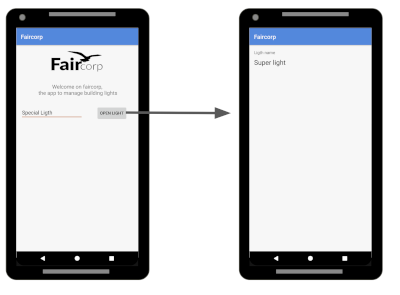 Faircorp
Faircorp
Welcome on faircorp,
the app to manage building lights
Special Ligth
OPEN LIGHT
Faircorp
Ligth name
Super light